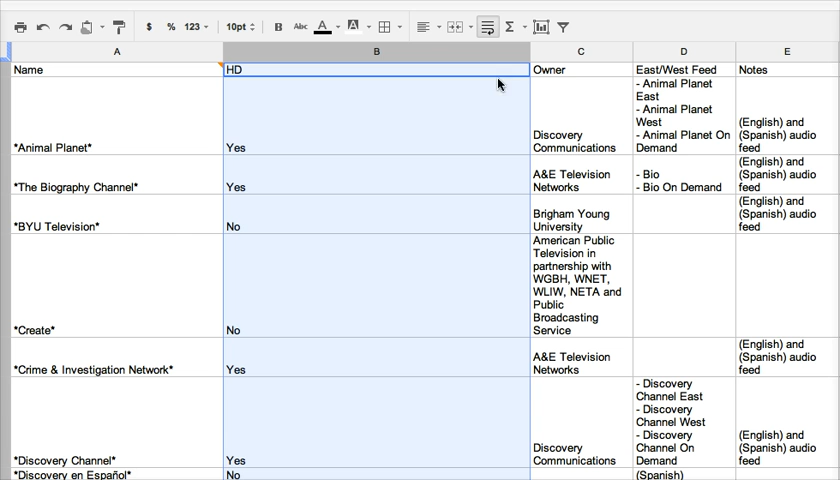 $ % 123 10pt B Abc A A Σ
A B C D E
Name HD Owner East/West Feed Notes
- Animal Planet
East
- Animal Planet
West
- Animal Planet On
Demand
(English) and
(Spanish) audio
feed
Discovery
Communications
*Animal Planet* Yes
(English) and
(Spanish) audio
feed
A&E Television
Networks
- Bio
- Bio On Demand
*The Biography Channel* Yes
(English) and
(Spanish) audio
feed
Brigham Young
University
*BYU Television* No
American Public
Television in
partnership with
WGBH, WNET,
WLIW, NETA and
Public
Broadcasting
Service
*Create* No
(English) and
(Spanish) audio
feed
A&E Television
Networks
*Crime & Investigation Network* Yes
- Discovery
Channel East
- Discovery
Channel West
- Discovery
Channel On
Demand
(English) and
(Spanish) audio
feed
Discovery
Communications
*Discovery Channel* Yes
*Discovery en Español* No (Spanish)